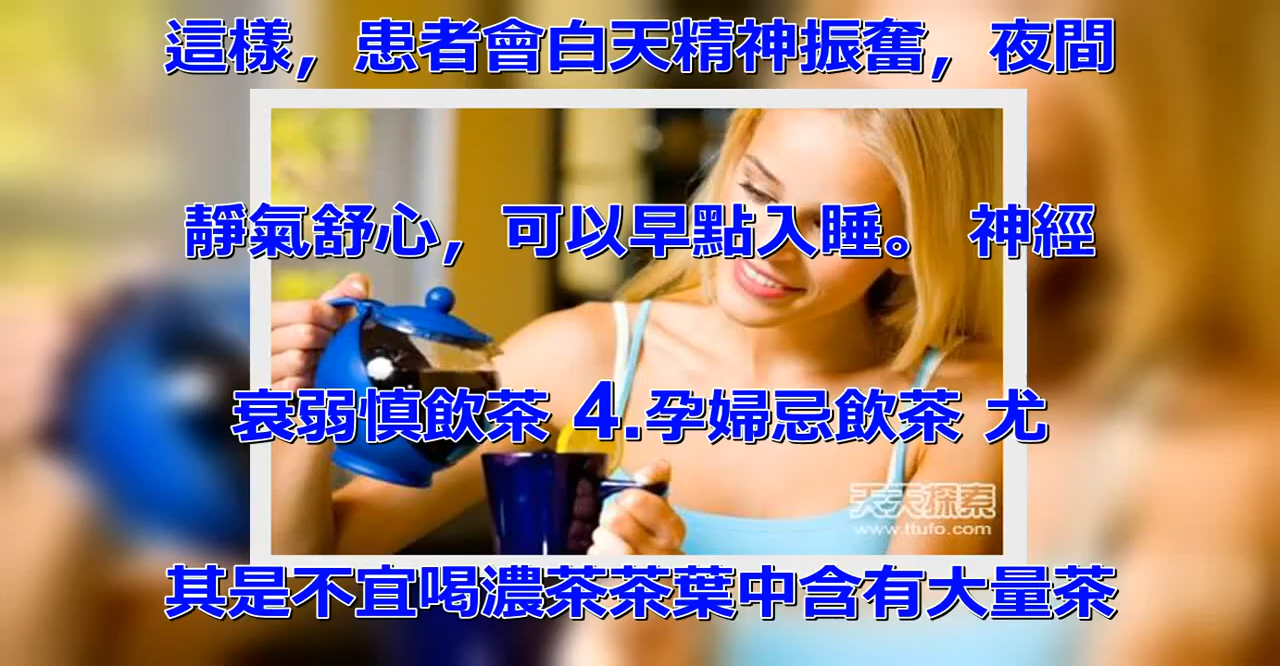 這樣，患者會白天精神振奮，夜間
靜氣舒心，可以早點入睡。 神經
衰弱慎飲茶 4.孕婦忌飲茶 尤
天天探索
www.ttufo.com
其是不宜喝濃茶茶葉中含有大量茶